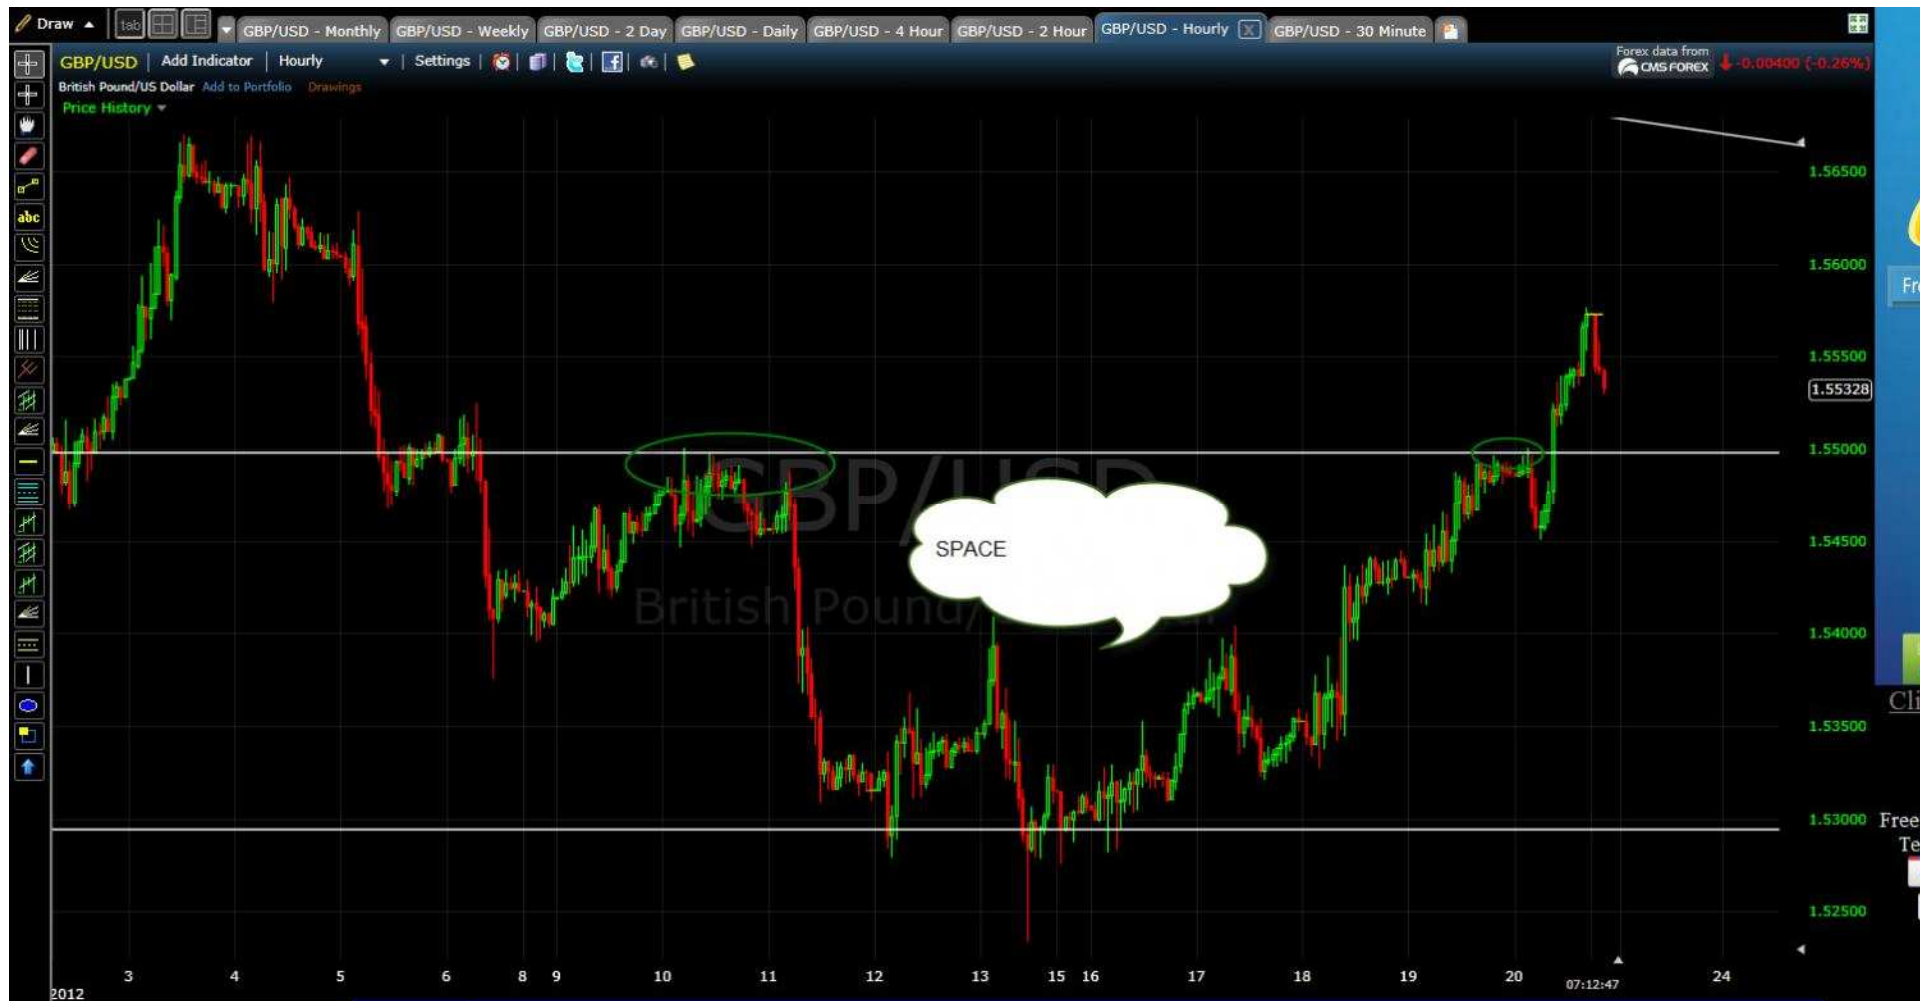 Draw
tab
GBP/USD - Monthly
GBP/USD - Weekly
GBP/USD - 2 Day
GBP/USD - Daily
GBP/USD - 4 Hour
GBP/USD - 2 Hour
GBP/USD - Hourly
X
GBP/USD - 30 Minute
GBP/USD
Add Indicator
Hourly
Settings
Forex data from
CMS FOREX
-0.00400 (-0.26%)
British Pound/US Dollar Add to Portfolio Drawings
Price History
abc
1.56500
1.56000
Fr
1.55500
1.55328
1.55000
GBP/USD
SPACE
1.54500
British Pound/
1.54000
Cli
1.53500
1.53000
Free
Te
1.52500
3 4 5 6 8 9 10 11 12 13 15 16 17 18 19 20 24
2012
07:12:47